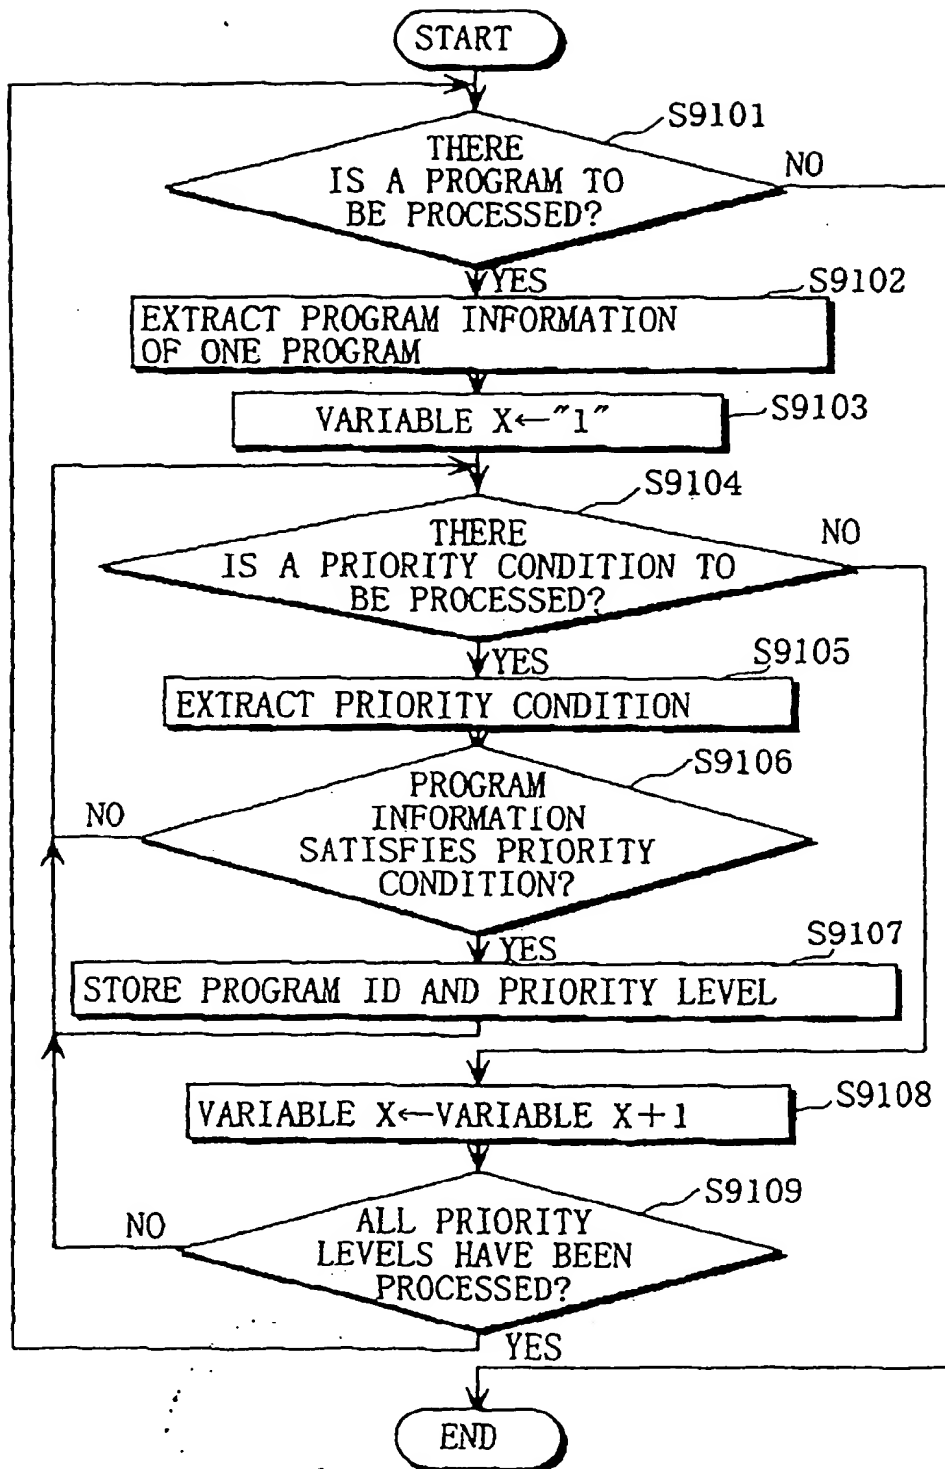 START
S9101
THERE
IS A PROGRAM TO
BE PROCESSED?
NO
YES
S9102
EXTRACT PROGRAM INFORMATION
OF ONE PROGRAM
VARIABLE X←"1"
S9103
S9104
THERE
IS A PRIORITY CONDITION TO
BE PROCESSED?
NO
YES
S9105
EXTRACT PRIORITY CONDITION
S9106
PROGRAM
INFORMATION
SATISFIES PRIORITY
CONDITION?
NO
YES
S9107
STORE PROGRAM ID AND PRIORITY LEVEL
VARIABLE X←VARIABLE X+1
S9108
S9109
ALL PRIORITY
LEVELS HAVE BEEN
PROCESSED?
NO
YES
END